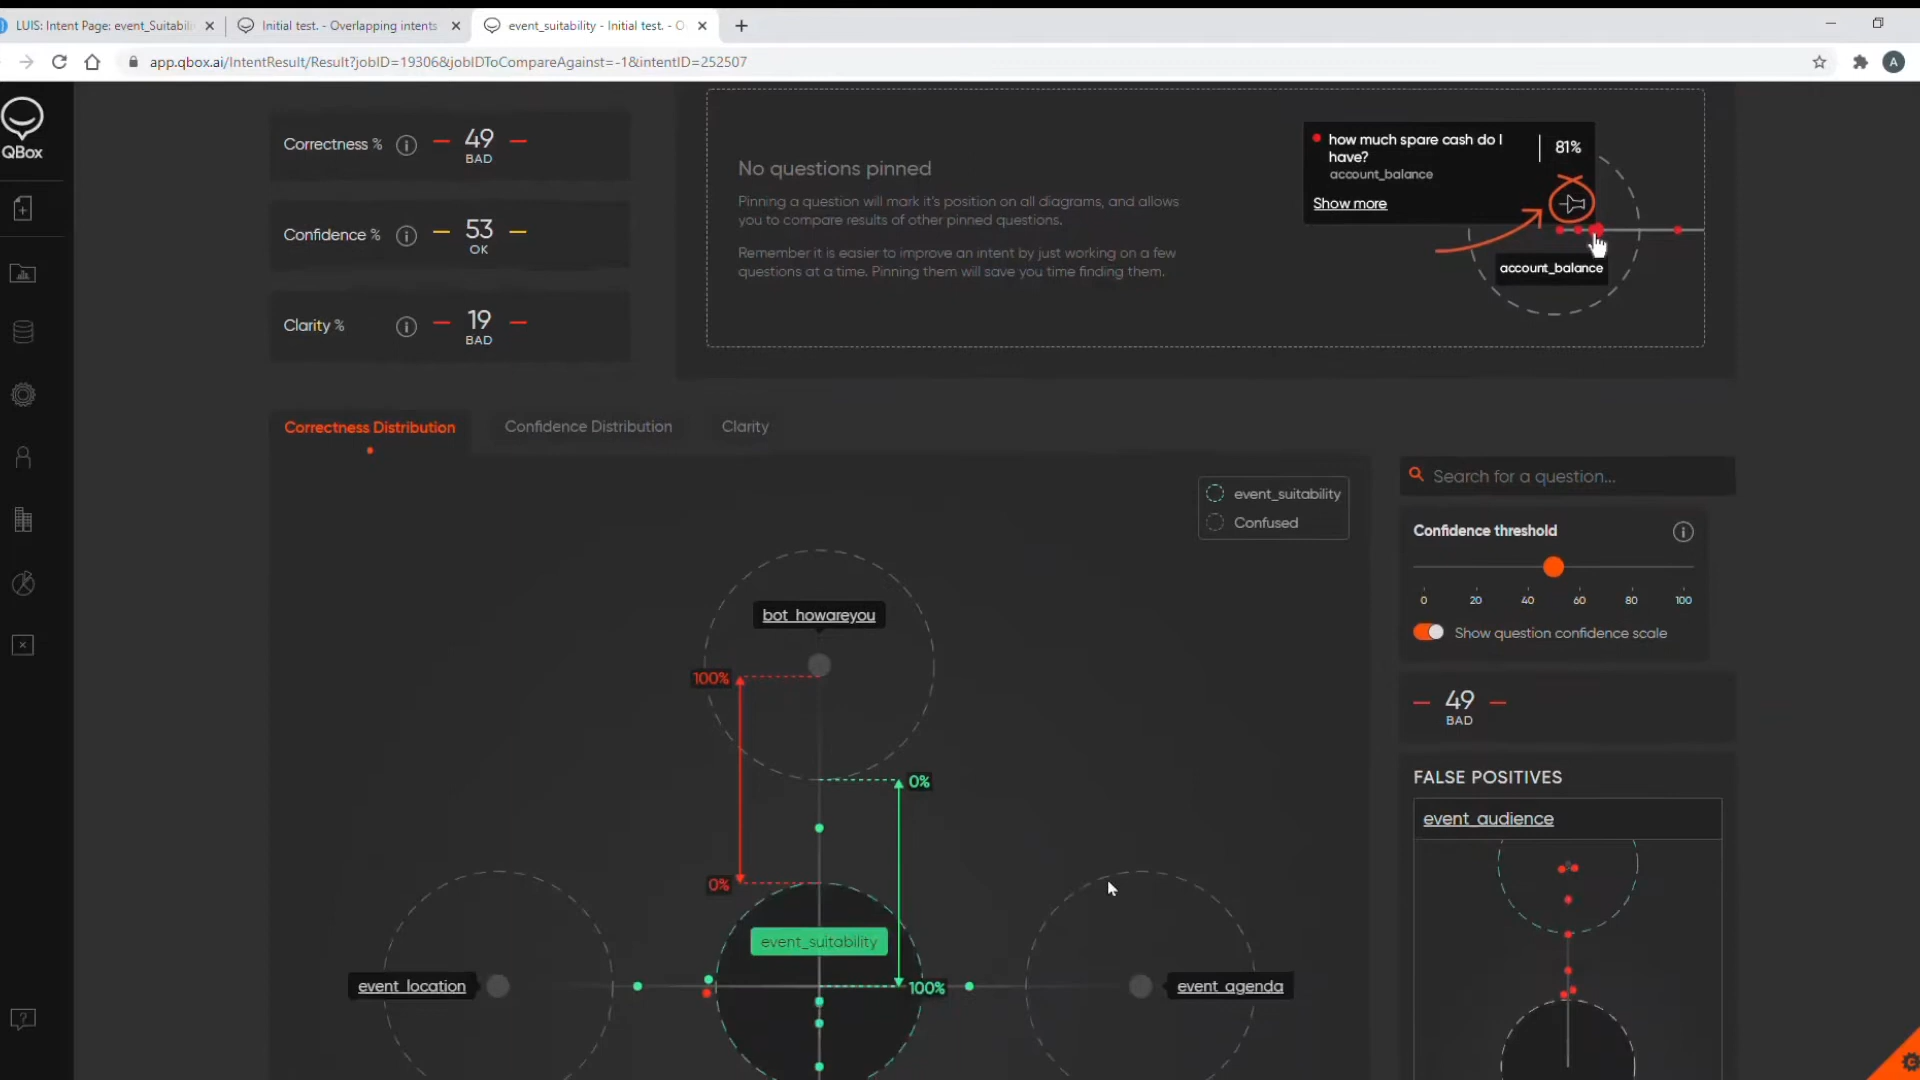 LUIS: Intent Page: event_Suitabili
Initial test. - Overlapping intents
event_suitability - Initial test. - O
app.qbox.ai/IntentResult/Result?jobID=19306&jobIDToCompareAgainst=-1&intentID=252507
A
QBox
Correctness %
49
BAD
Confidence %
53
OK
Clarity %
19
BAD
No questions pinned
Pinning a question will mark it's position on all diagrams, and allows
you to compare results of other pinned questions.
Remember it is easier to improve an intent by just working on a few
questions at a time. Pinning them will save you time finding them.
how much spare cash do I
have?
account_balance
81%
Show more
account_balance
Correctness Distribution
Confidence Distribution
Clarity
event_suitability
Confused
bot_howareyou
100%
0%
0%
event_suitability
event_location
100%
event_agenda
Search for a question...
Confidence threshold
0 20 40 60 80 100
Show question confidence scale
49
BAD
FALSE POSITIVES
event_audience